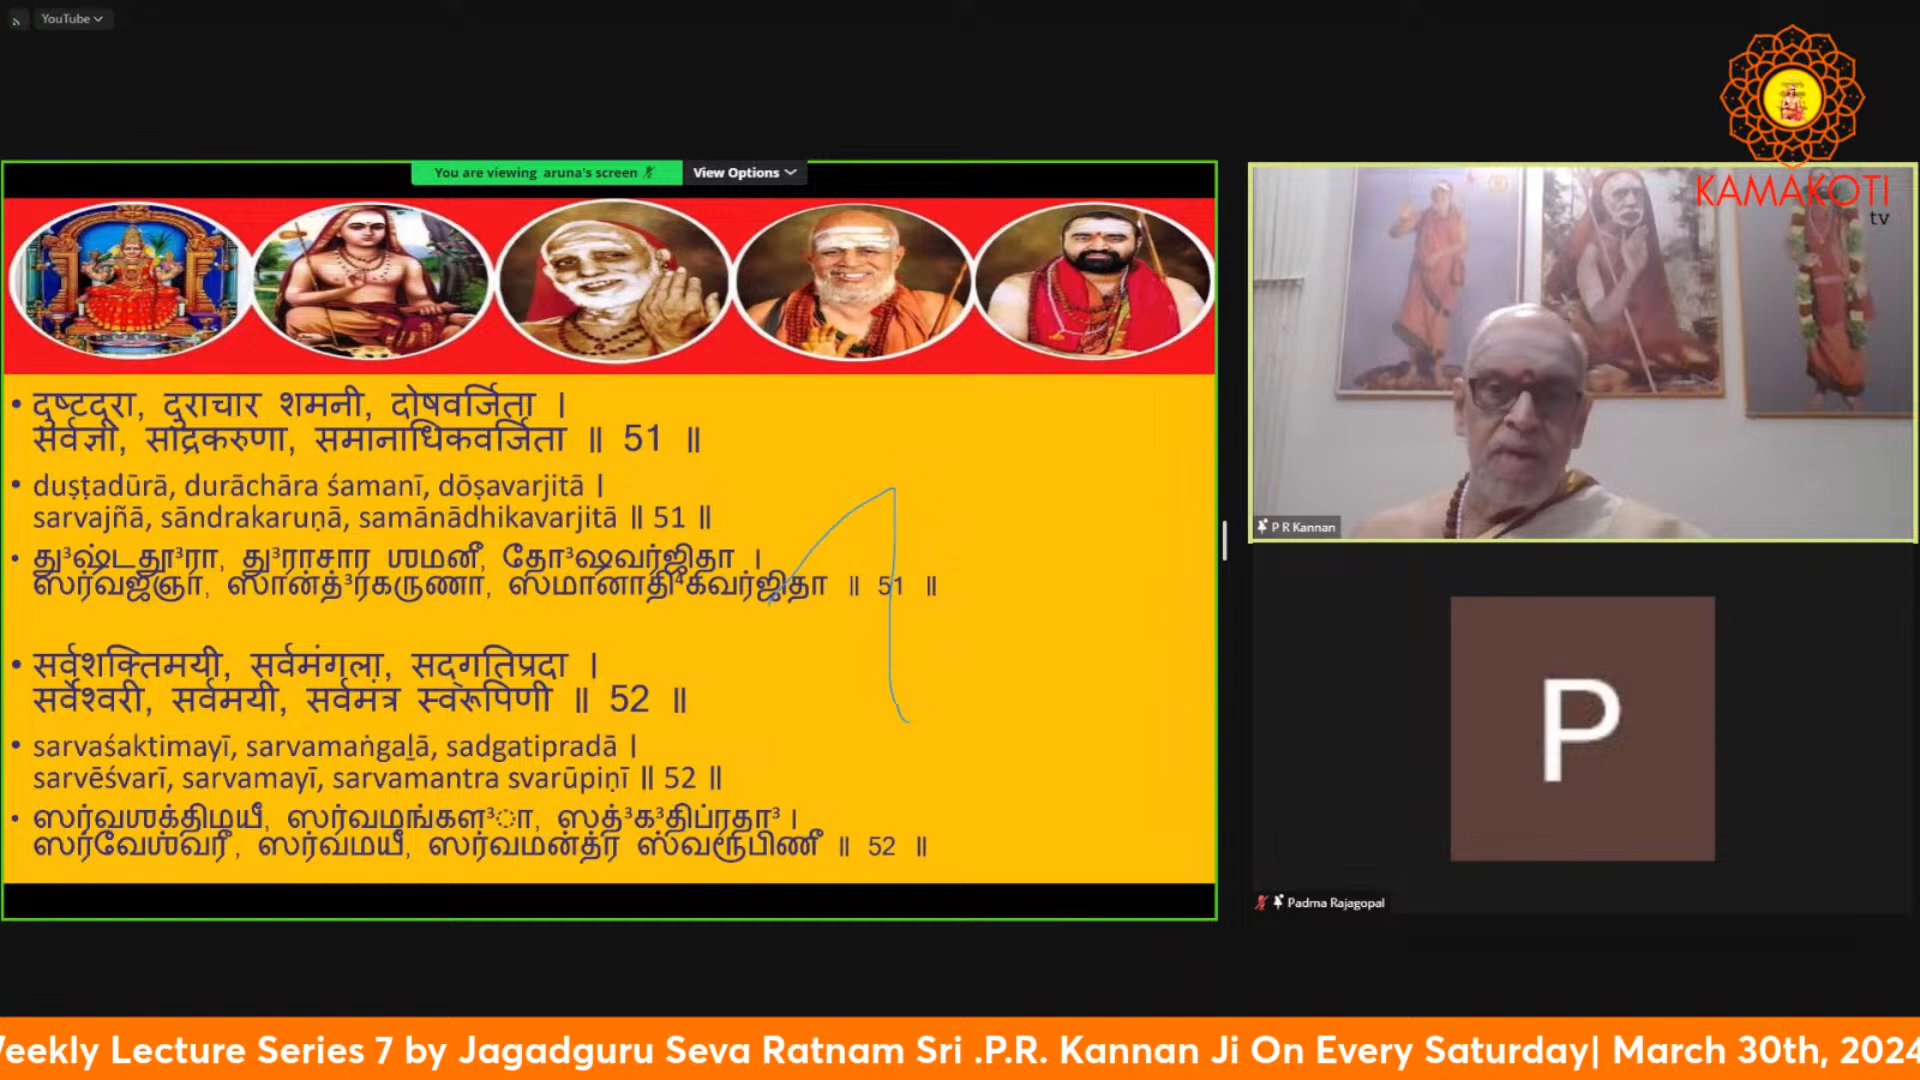 YouTube
KAMAKOTI
tv
You are viewing aruna's screen
View Options
• दुष्टदूरा, दुराचार शमनी, दोषवर्जिता |
सर्वज्ञा, सांद्रकरुणा, समानाधिकवर्जिता ॥ 51 ॥
• duṣṭadūrā, durāchāra śamanī, dōṣavarjitā |
sarvajñā, sāndrakaruṇā, samānādhikavarjitā ॥ 51 ॥
• து³ஷ்டதூ³ரா, து³ராசார ஶமனீ, தோ³ஷவர்ஜிதா |
ஸர்வஜ்ஞா, ஸான்த்³ரகருணா, ஸமானாதி⁴கவர்ஜிதா ॥ 51 ॥
• सर्वशक्तिमयी, सर्वमंगला, सद्गतिप्रदा |
सर्वेश्वरी, सर्वमयी, सर्वमंत्र स्वरूपिणी ॥ 52 ॥
• sarvaśaktimayī, sarvamaṅgaḻā, sadgatipradā |
sarvēśvarī, sarvamayī, sarvamantra svarūpiṇī ॥ 52 ॥
• ஸர்வஶக்திமயீ, ஸர்வமங்கள³ா, ஸத்³க³திப்ரதா³ |
ஸர்வேஶ்வரீ, ஸர்வமயீ, ஸர்வமன்த்ர ஸ்வரூபிணீ ॥ 52 ॥
P R Kannan
P
Padma Rajagopal
Weekly Lecture Series 7 by Jagadguru Seva Ratnam Sri .P.R. Kannan Ji On Every Saturday| March 30th, 2024